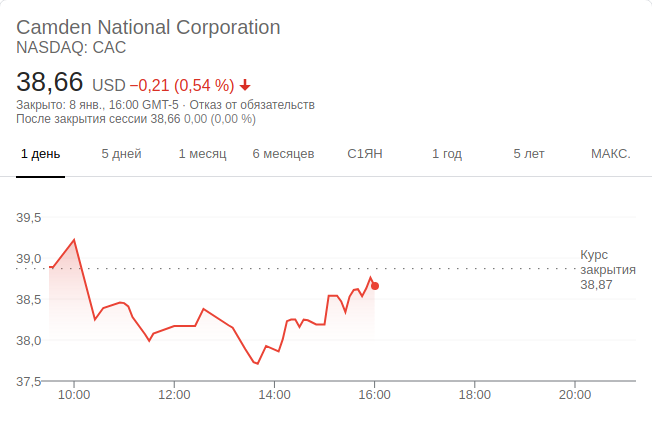 Camden National Corporation
NASDAQ: CAC
38,66 USD −0,21 (0,54 %)
Закрыто: 8 янв., 16:00 GMT-5 · Отказ от обязательств
После закрытия сессии 38,66 0,00 (0,00 %)
1 день 5 дней 1 месяц 6 месяцев С1ЯН 1 год 5 лет МАКС.
39,5
39,0
38,5
38,0
37,5
Курс
закрытия
38,87
10:00 12:00 14:00 16:00 18:00 20:00